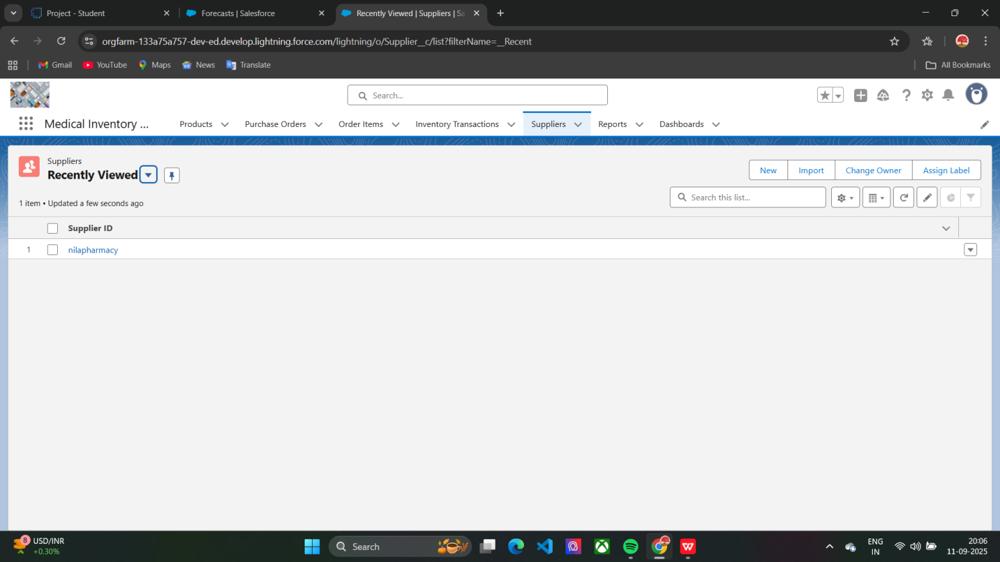 Project - Student
Forecasts | Salesforce
Recently Viewed | Suppliers | Sa
orgfarm-133a75a757-dev-ed.develop.lightning.force.com/lightning/o/Supplier__c/list?filterName=__Recent
Gmail
YouTube
Maps
News
Translate
All Bookmarks
Search...
Medical Inventory ...
Products
Purchase Orders
Order Items
Inventory Transactions
Suppliers
Reports
Dashboards
Suppliers
Recently Viewed
New
Import
Change Owner
Assign Label
1 item • Updated a few seconds ago
Search this list...
Supplier ID
1
nilapharmacy
8
USD/INR
+0.30%
Search
ENG
IN
20:06
11-09-2025